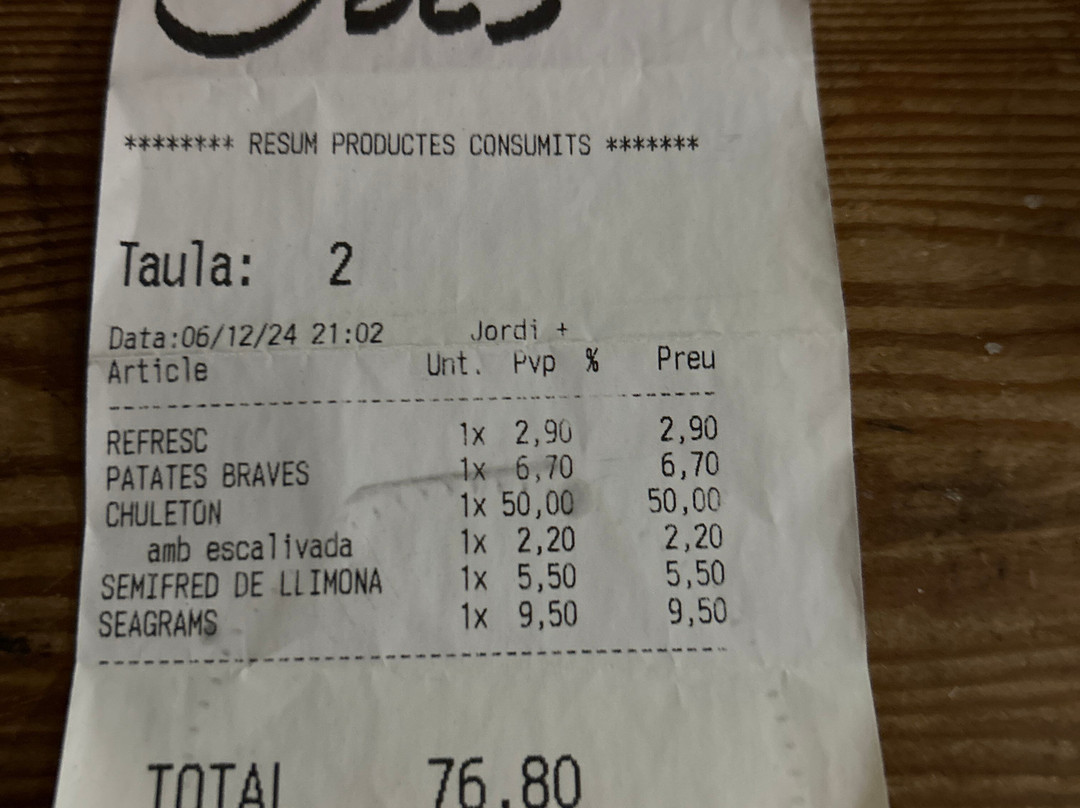 ******** RESUM PRODUCTES CONSUMITS *******
Taula: 2
Data:06/12/24 21:02 Jordi +
Article Unt. Pvp % Preu
REFRESC 1x 2,90 2,90
PATATES BRAVES 1x 6,70 6,70
CHULETON 1x 50,00 50,00
amb escalivada 1x 2,20 2,20
SEMIFRED DE LLIMONA 1x 5,50 5,50
SEAGRAMS 1x 9,50 9,50
TOTAL 76,80